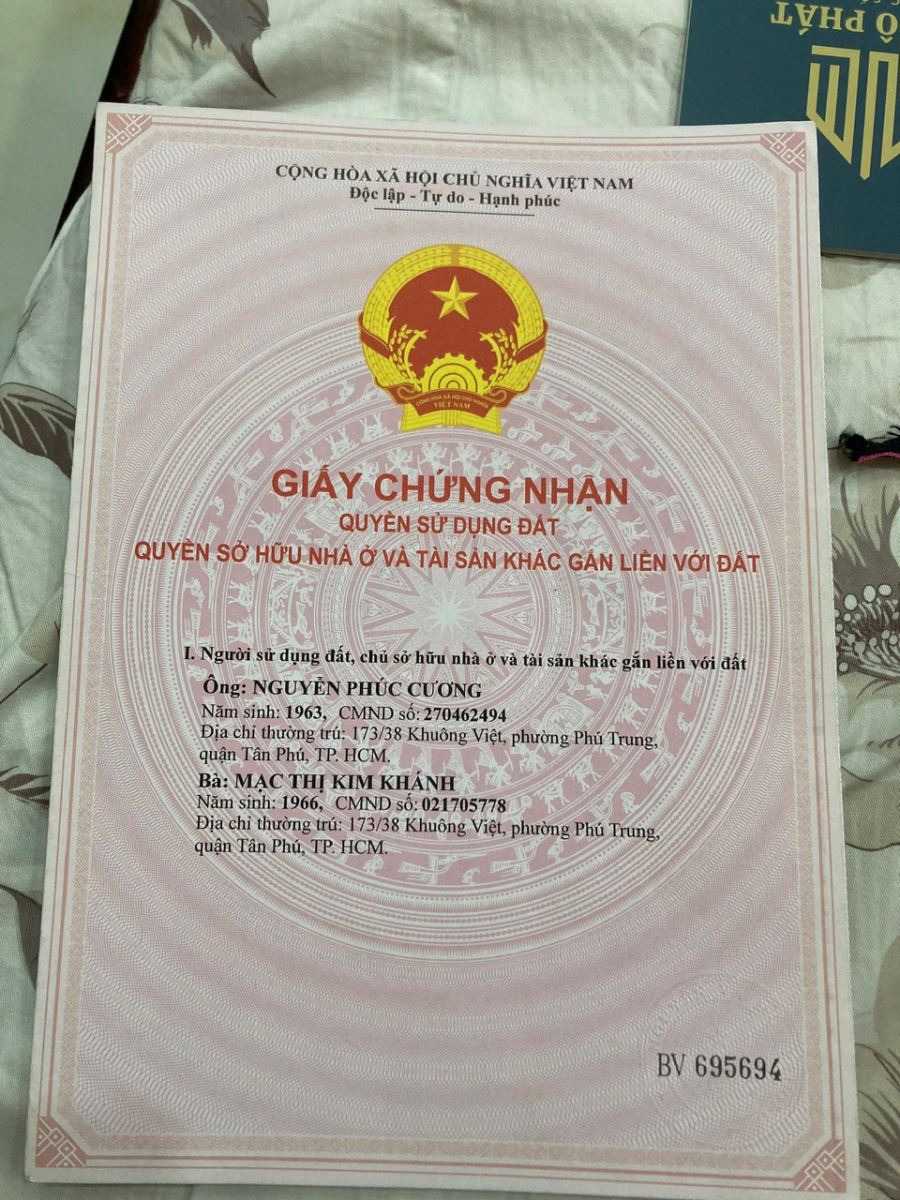 Ô PHÁT
CỘNG HÒA XÃ HỘI CHỦ NGHĨA VIỆT NAM
Độc lập - Tự do - Hạnh phúc
CỘNG HÒA XÃ HỘI CHỦ NGHĨA
VIỆT NAM
GIẤY CHỨNG NHẬN
QUYỀN SỬ DỤNG ĐẤT
QUYỀN SỞ HỮU NHÀ Ở VÀ TÀI SẢN KHÁC GẮN LIỀN VỚI ĐẤT
I. Người sử dụng đất, chủ sở hữu nhà ở và tài sản khác gắn liền với đất
Ông: NGUYỄN PHÚC CƯƠNG
Năm sinh: 1963, CMND số: 270462494
Địa chỉ thường trú: 173/38 Khuông Việt, phường Phú Trung,
quận Tân Phú, TP. HCM.
Bà: MẠC THỊ KIM KHÁNH
Năm sinh: 1966, CMND số: 021705778
Địa chỉ thường trú: 173/38 Khuông Việt, phường Phú Trung,
quận Tân Phú, TP. HCM.
BV 695694